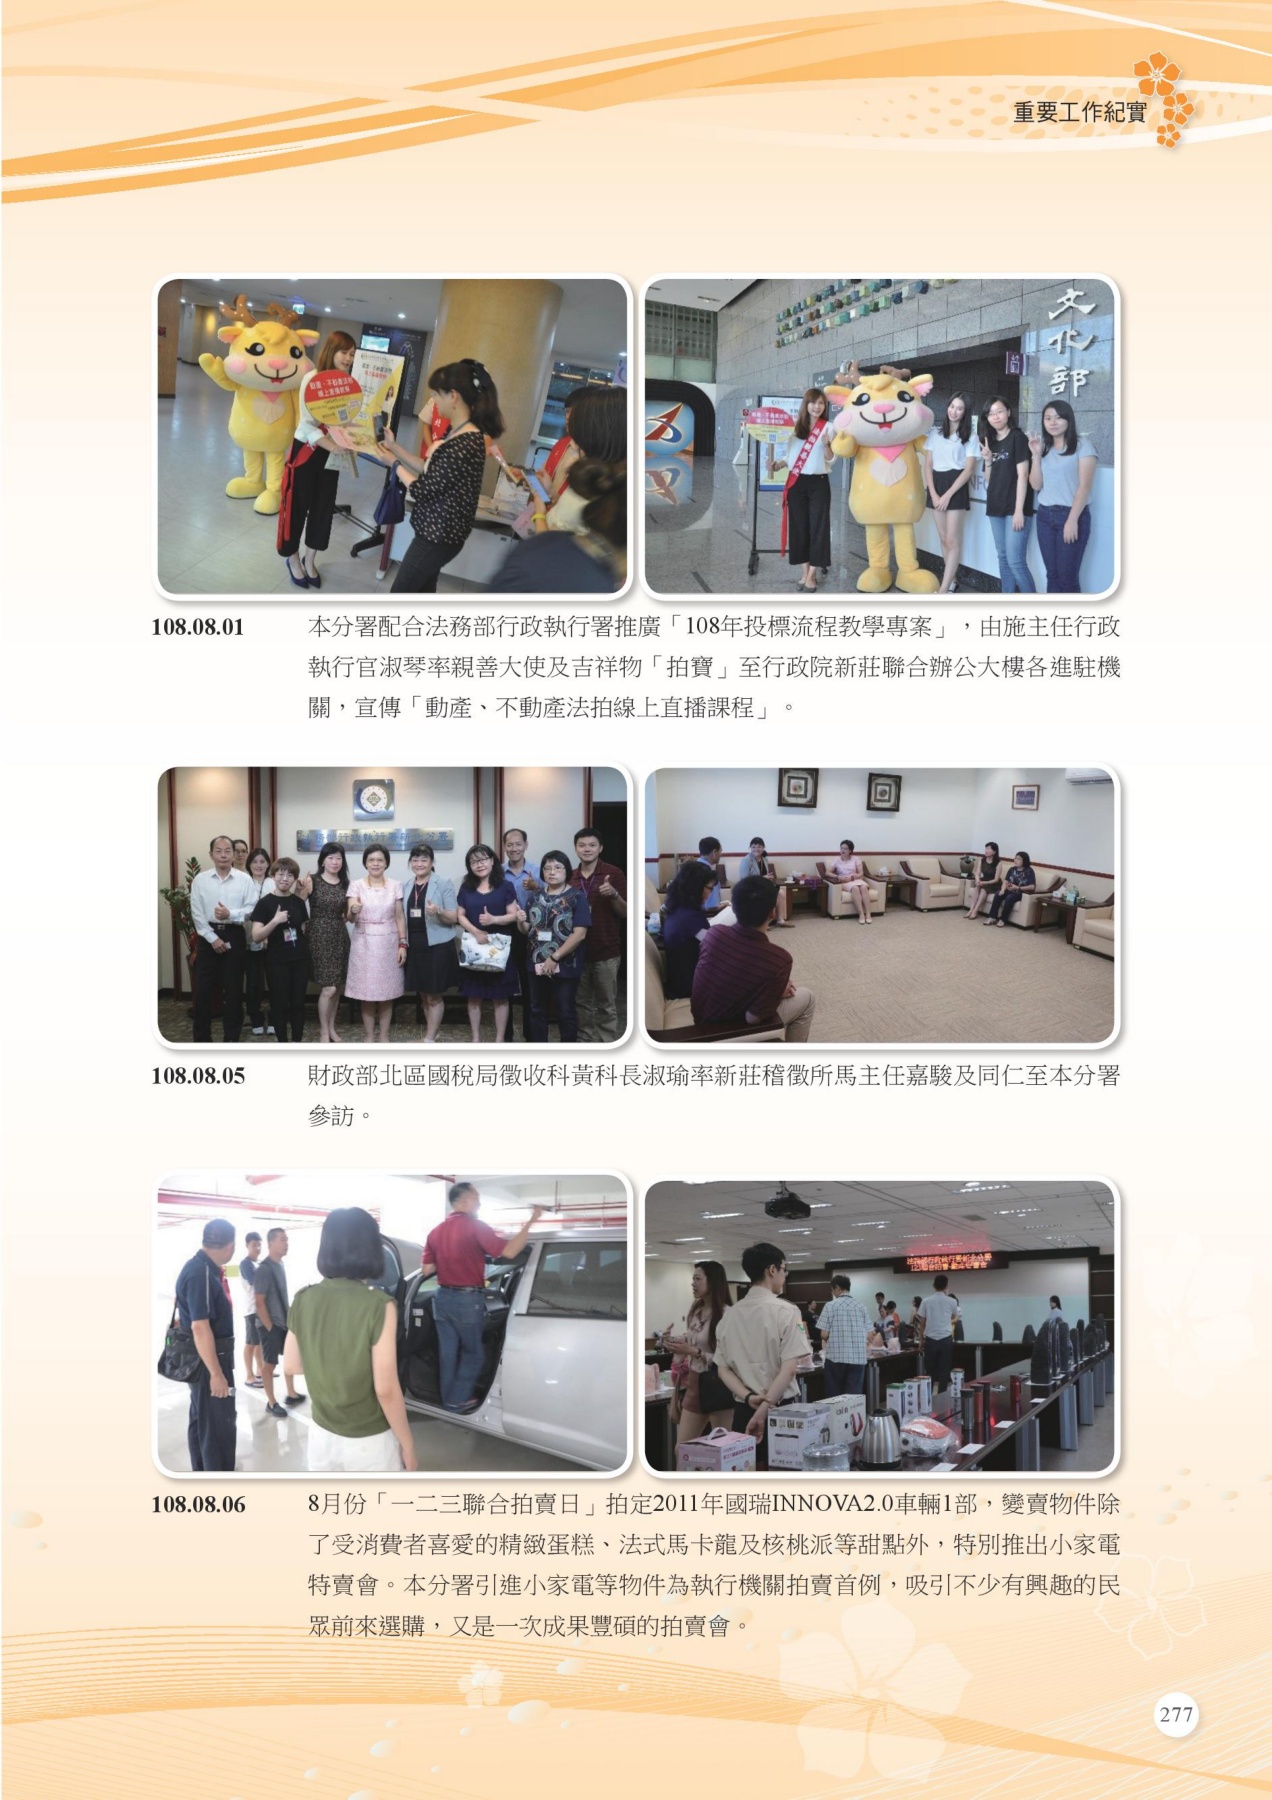 重要工作紀實
文化部
108.08.01
本分署配合法務部行政執行署推廣「108年投標流程教學專案」，由施主任行政
執行官淑琴率親善大使及吉祥物「拍寶」至行政院新莊聯合辦公大樓各進駐機
關，宣傳「動產、不動產法拍線上直播課程」。
108.08.05
財政部北區國稅局徵收科黃科長淑瑜率新莊稽徵所馬主任嘉駿及同仁至本分署
參訪。
108.08.06
8月份「一二三聯合拍賣日」拍定2011年國瑞INNOVA2.0車輛1部，變賣物件除
了受消費者喜愛的精緻蛋糕、法式馬卡龍及核桃派等甜點外，特別推出小家電
特賣會。本分署引進小家電等物件為執行機關拍賣首例，吸引不少有興趣的民
眾前來選購，又是一次成果豐碩的拍賣會。
277